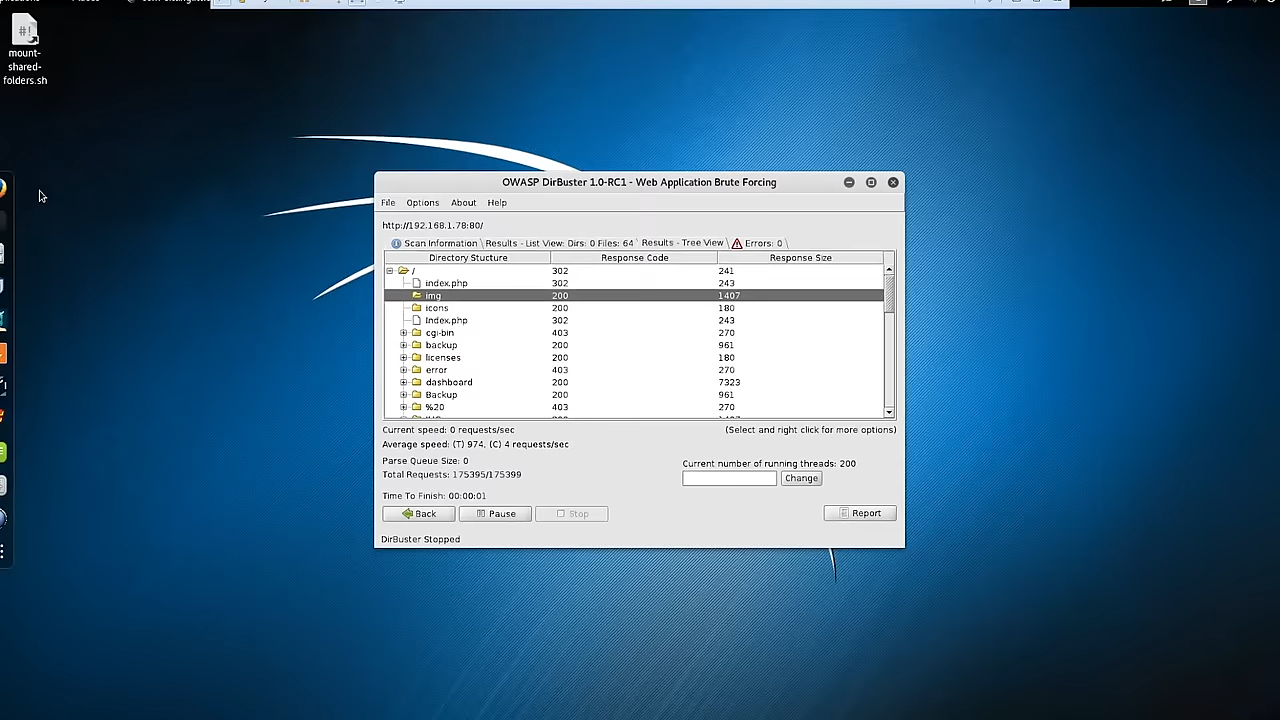 mount-
shared-
folders.sh
OWASP DirBuster 1.0-RC1 - Web Application Brute Forcing
File Options About Help
http://192.168.1.78:80/
Scan Information Results - List View: Dirs: 0 Files: 64 Results - Tree View Errors: 0
Directory Stucture Response Code Response Size
/ 302 241
index.php 302 243
img 200 1407
icons 200 180
Index.php 302 243
cgi-bin 403 270
backup 200 961
licenses 200 180
error 403 270
dashboard 200 7323
Backup 200 961
%20 403 270
Current speed: 0 requests/sec (Select and right click for more options)
Average speed: (T) 974, (C) 4 requests/sec
Parse Queue Size: 0
Current number of running threads: 200
Total Requests: 175395/175399
Change
Time To Finish: 00:00:01
Back Pause Stop Report
DirBuster Stopped